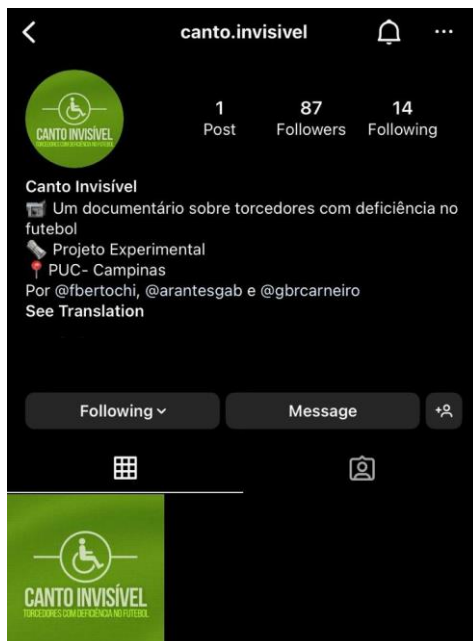 canto.invisivel
CANTO INVISÍVEL
TORCEDORES COM DEFICIÊNCIA NO FUTEBOL
1
Post
87
Followers
14
Following
Canto Invisível
Um documentário sobre torcedores com deficiência no
futebol
Projeto Experimental
PUC- Campinas
Por @fbertochi, @arantesgab e @gbrcarneiro
See Translation
Following
Message
CANTO INVISÍVEL
TORCEDORES COM DEFICIÊNCIA NO FUTEBOL